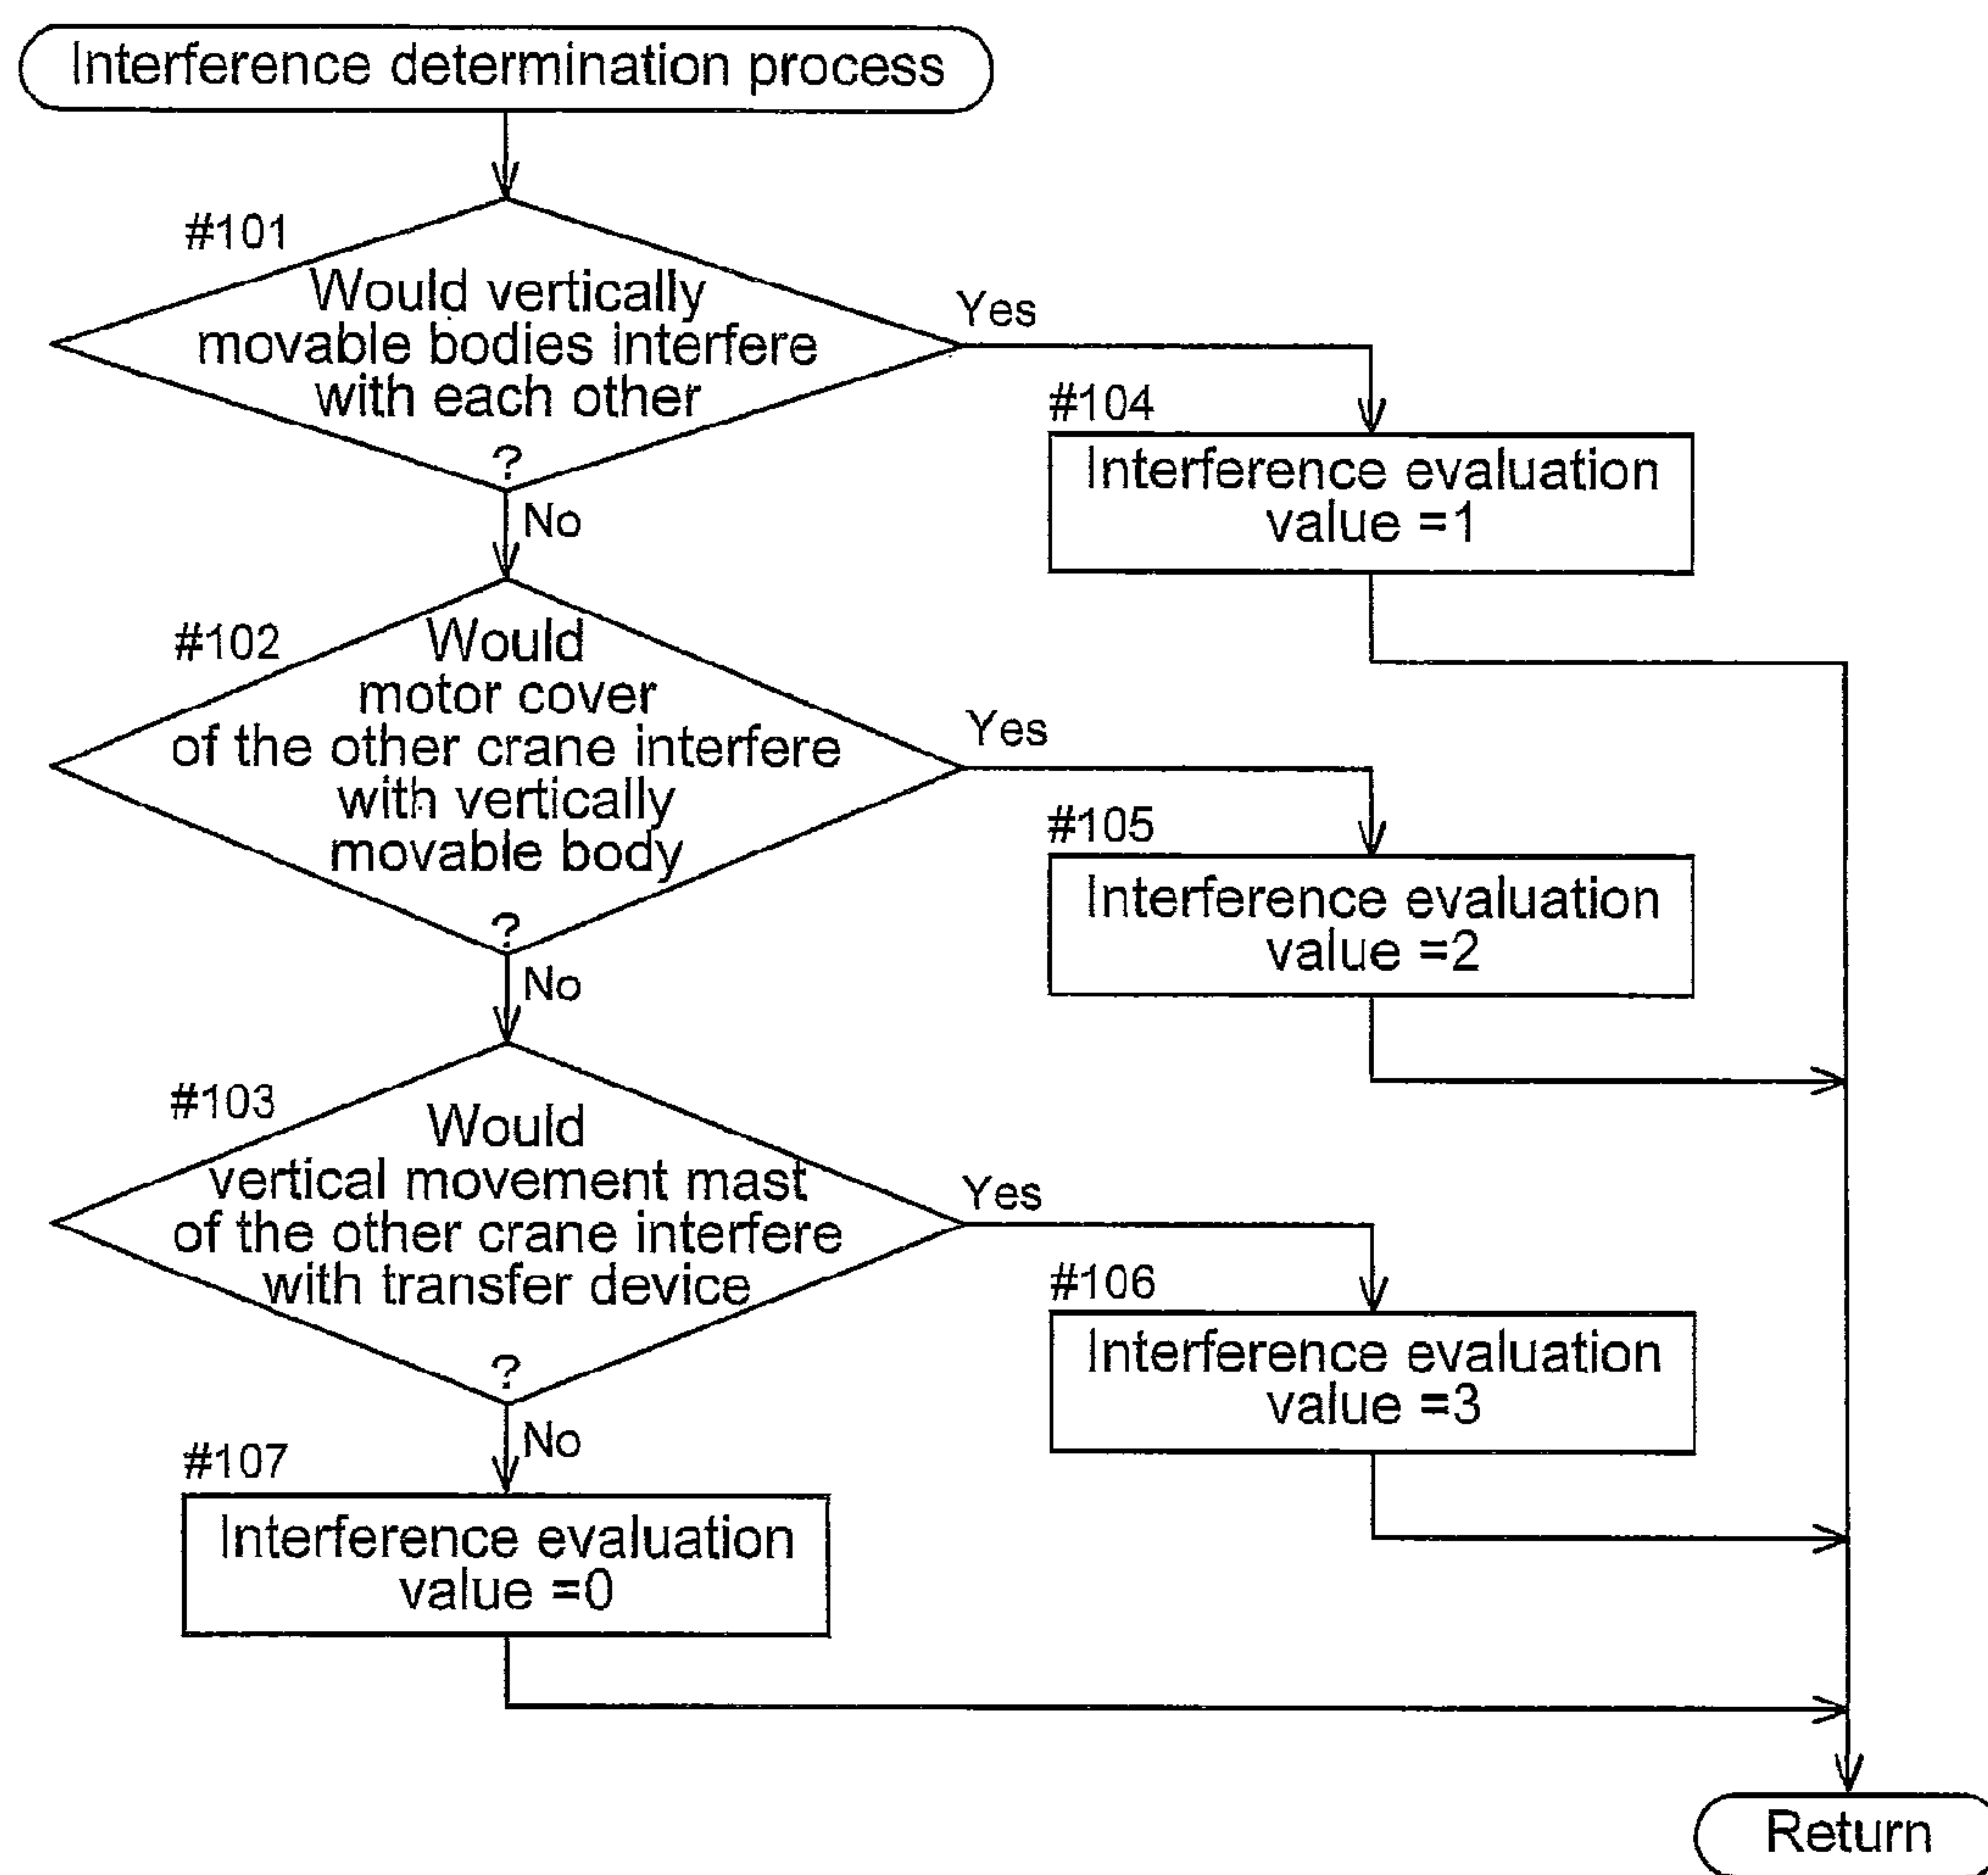 Interference determination process
#101
Would vertically
movable bodies interfere
with each other
?
Yes
No
#104
Interference evaluation
value =1
#102
Would
motor cover
of the other crane interfere
with vertically
movable body
?
Yes
No
#105
Interference evaluation
value =2
#103
Would
vertical movement mast
of the other crane interfere
with transfer device
?
Yes
No
#106
Interference evaluation
value =3
#107
Interference evaluation
value =0
Return